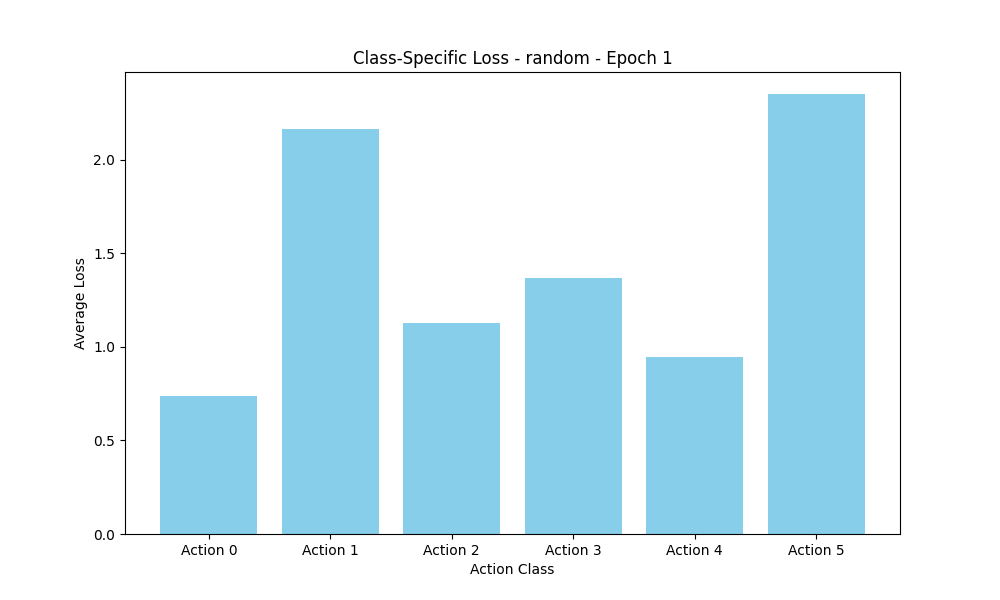 Class-Specific Loss - random - Epoch 1
Average Loss
2.0
1.5
1.0
0.5
0.0
Action 0 Action 1 Action 2 Action 3 Action 4 Action 5
Action Class